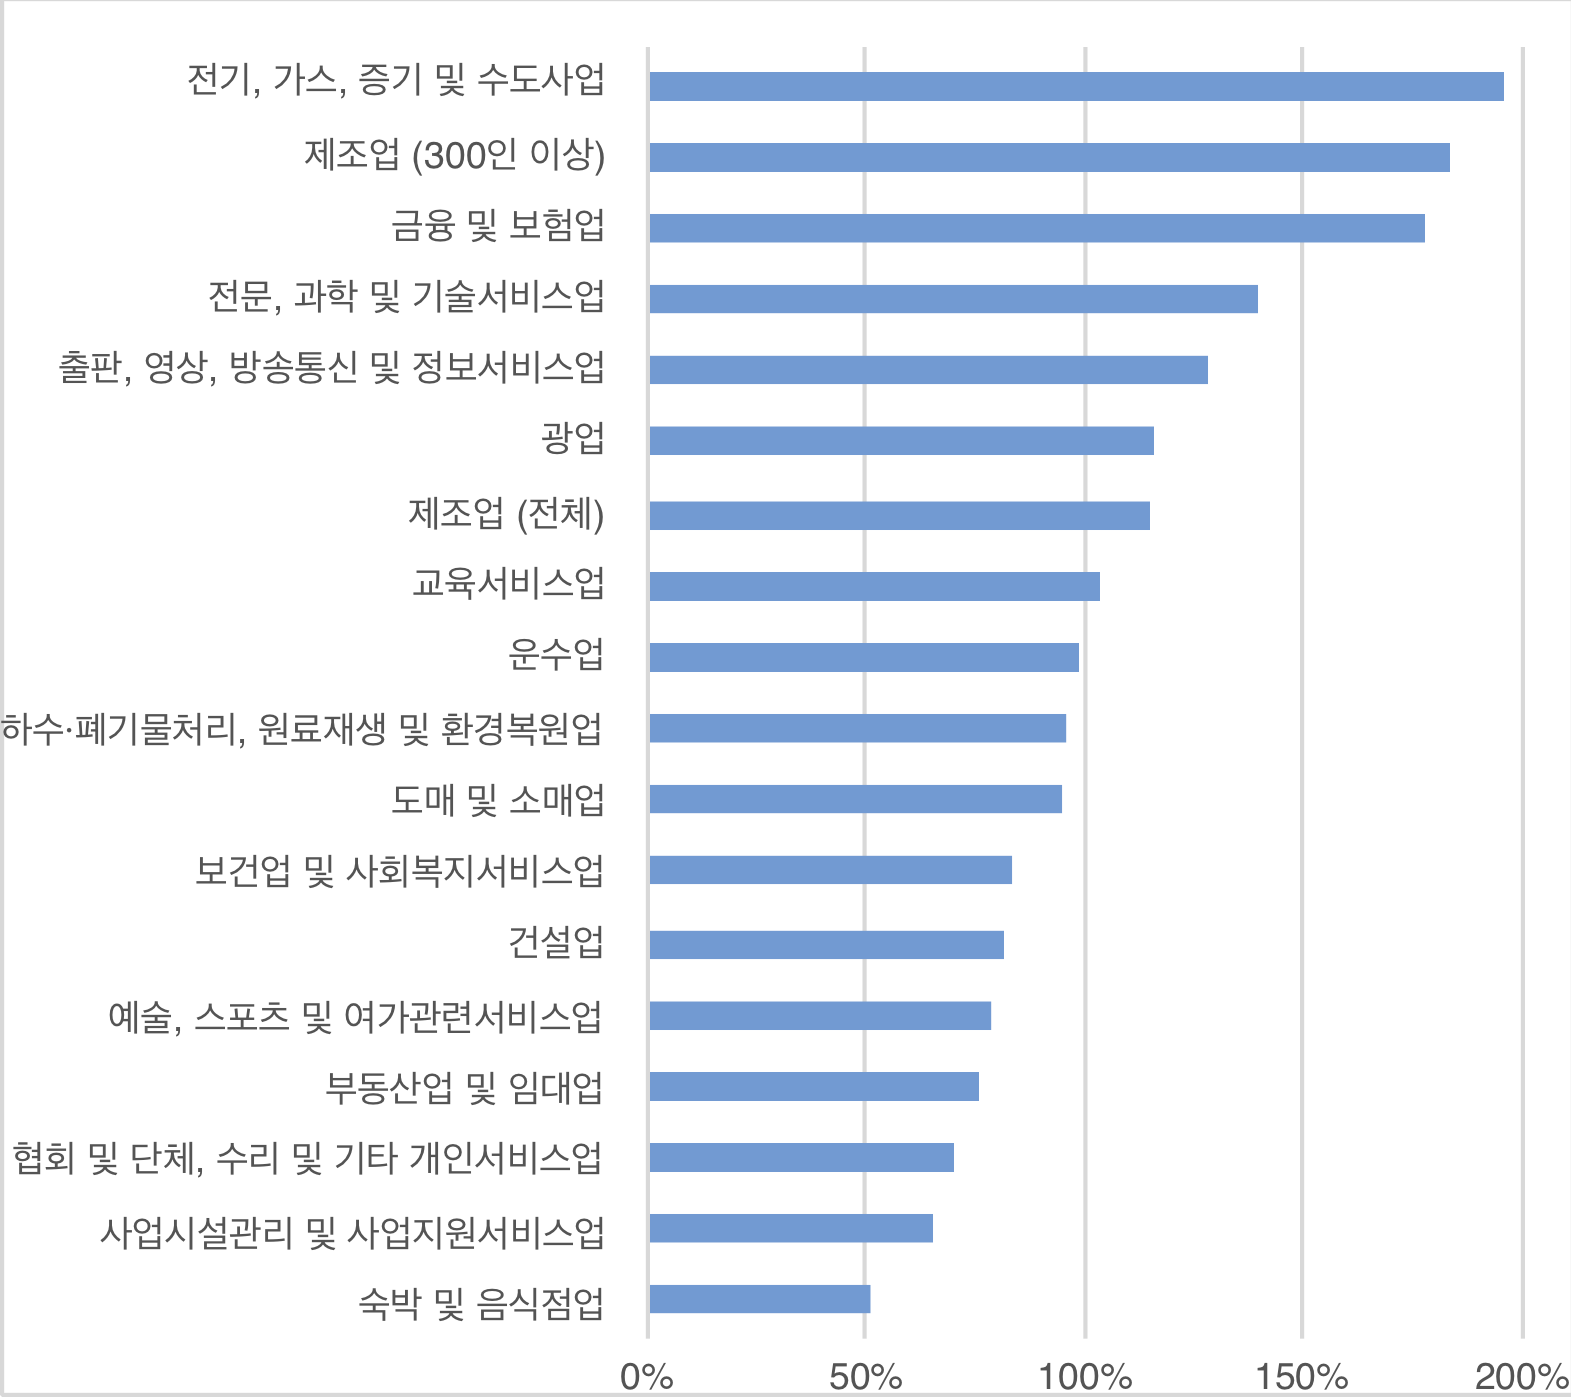 전기, 가스, 증기 및 수도사업
제조업 (300인 이상)
금융 및 보험업
전문, 과학 및 기술서비스업
출판, 영상, 방송통신 및 정보서비스업
광업
제조업 (전체)
교육서비스업
운수업
하수·폐기물처리, 원료재생 및 환경복원업
도매 및 소매업
보건업 및 사회복지서비스업
건설업
예술, 스포츠 및 여가관련서비스업
부동산업 및 임대업
협회 및 단체, 수리 및 기타 개인서비스업
사업시설관리 및 사업지원서비스업
숙박 및 음식점업
0% 50% 100% 150% 200%